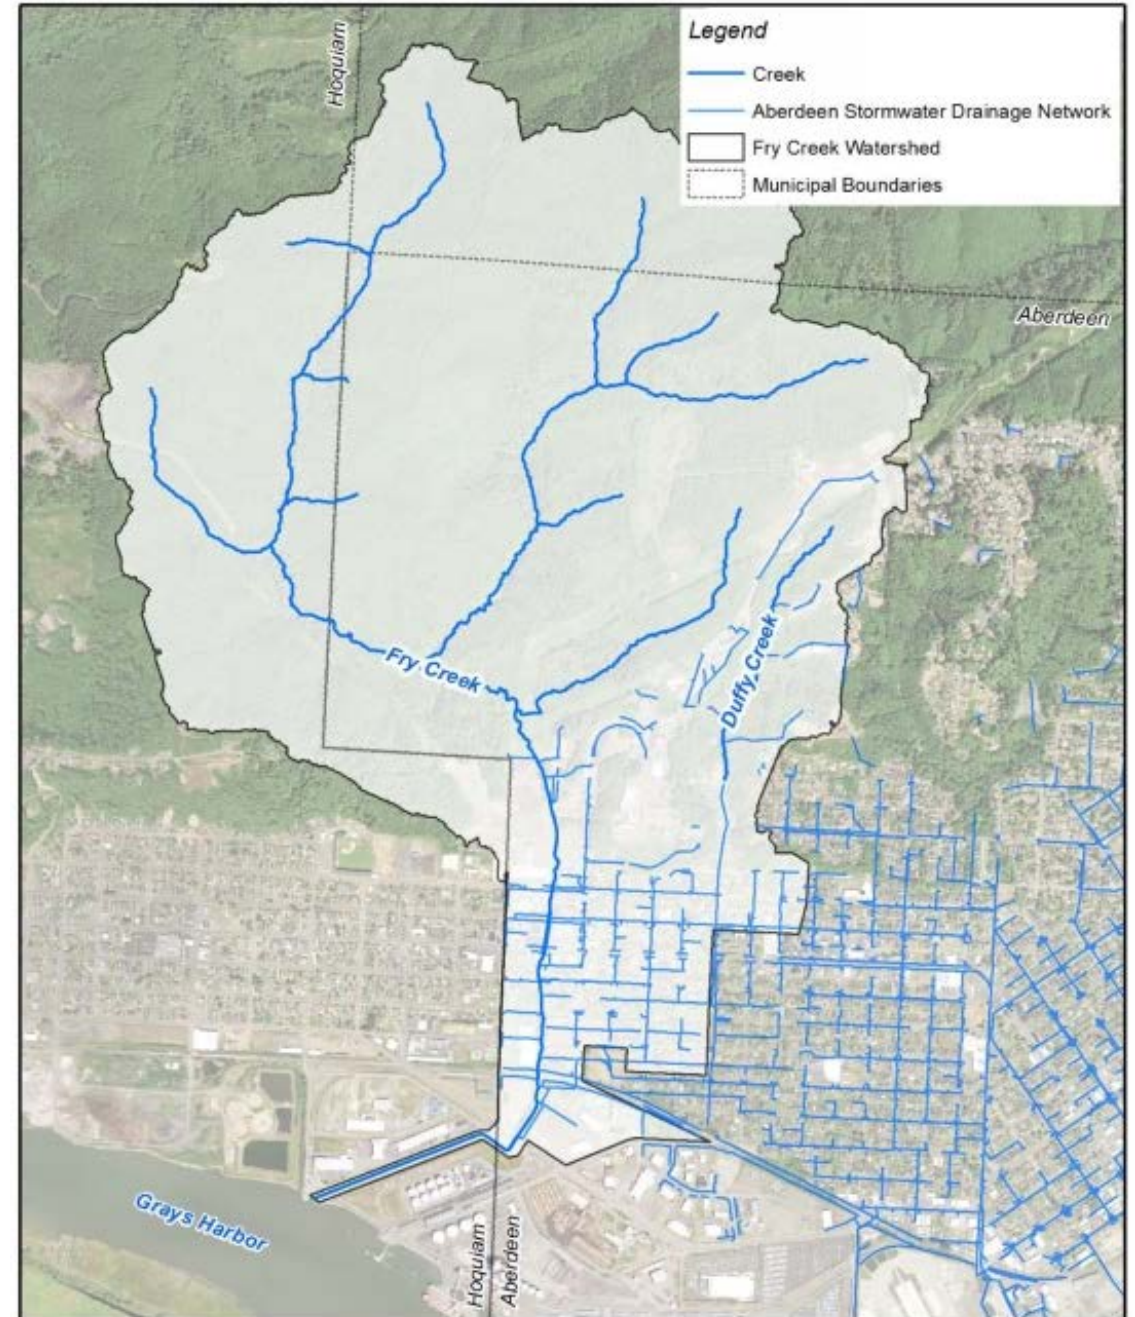 Hoquiam
Legend
Creek
Aberdeen Stormwater Drainage Network
Fry Creek Watershed
Municipal Boundaries
Aberdeen
Fry Creek
Duffy Creek
Grays Harbor
Hoquiam
Aberdeen